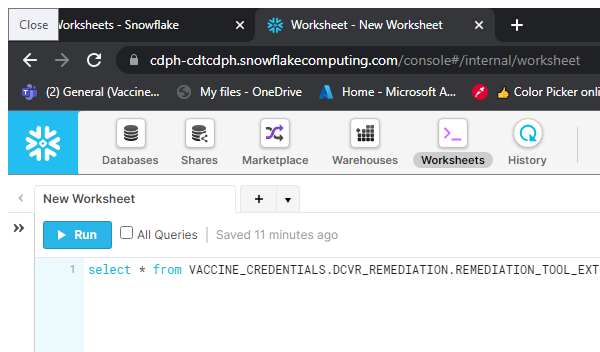 Close
Worksheets - Snowflake
Worksheet - New Worksheet
cdph-cdtcdph.snowflakecomputing.com/console#/internal/worksheet
(2) General (Vaccine...
My files - OneDrive
Home - Microsoft A...
Color Picker onli
Databases
Shares
Marketplace
Warehouses
Worksheets
History
New Worksheet
Run
All Queries
Saved 11 minutes ago
1 select * from VACCINE_CREDENTIALS.DCVR_REMEDIATION.REMEDIATION_TOOL_EXT